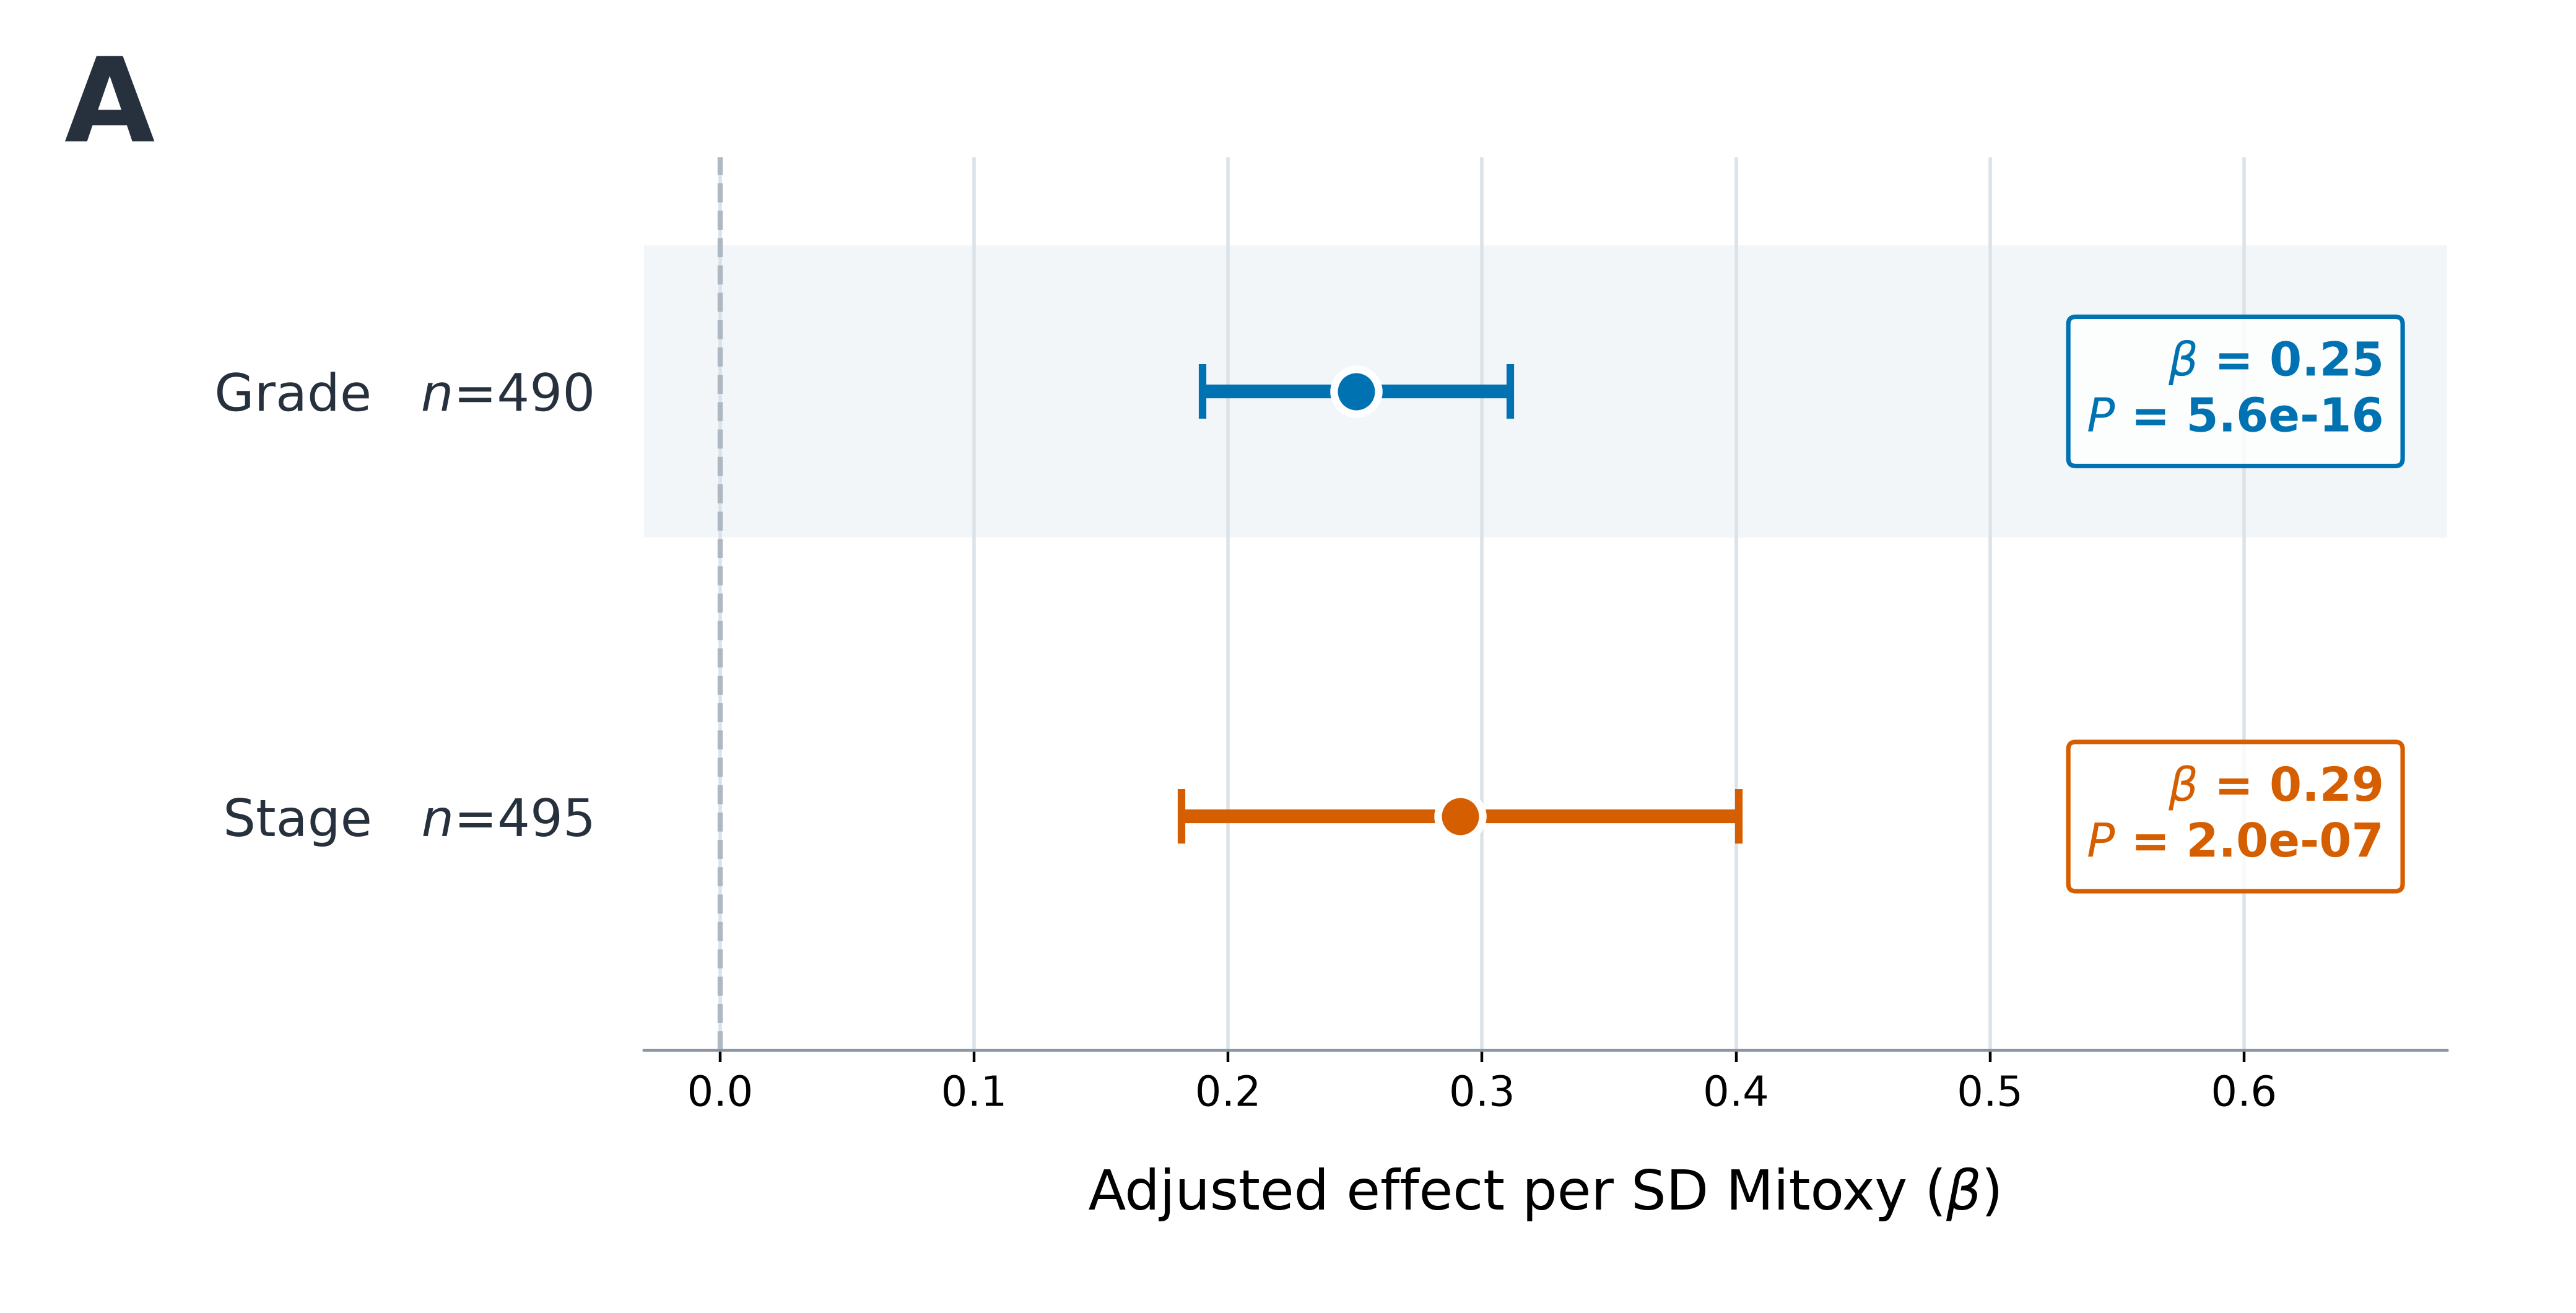 A
Grade n=490
β = 0.25
P = 5.6e-16
Stage n=495
β = 0.29
P = 2.0e-07
0.0 0.1 0.2 0.3 0.4 0.5 0.6
Adjusted effect per SD Mitoxy (β)